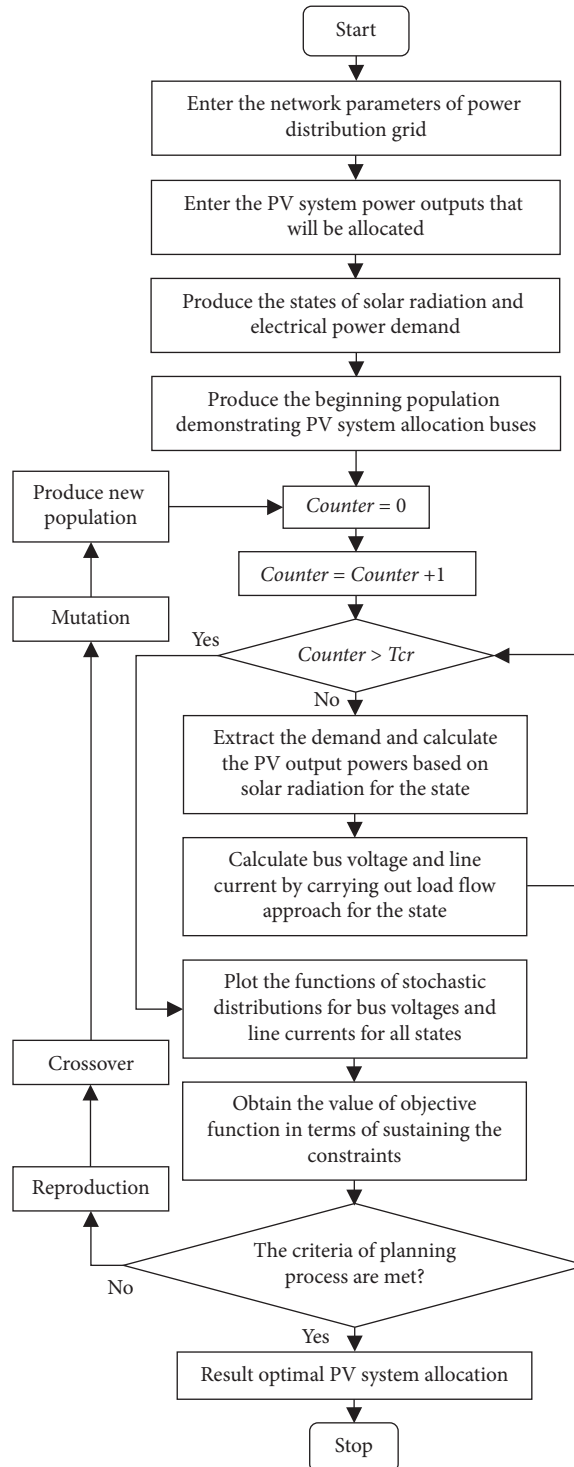 Start
Enter the network parameters of power
distribution grid
Enter the PV system power outputs that
will be allocated
Produce the states of solar radiation and
electrical power demand
Produce the beginning population
demonstrating PV system allocation buses
Produce new
population
Counter = 0
Counter = Counter +1
Mutation
Yes
Counter > Tcr
No
Extract the demand and calculate
the PV output powers based on
solar radiation for the state
Calculate bus voltage and line
current by carrying out load flow
approach for the state
Plot the functions of stochastic
distributions for bus voltages and
line currents for all states
Crossover
Obtain the value of objective
function in terms of sustaining the
constraints
Reproduction
The criteria of planning
process are met?
No
Yes
Result optimal PV system allocation
Stop